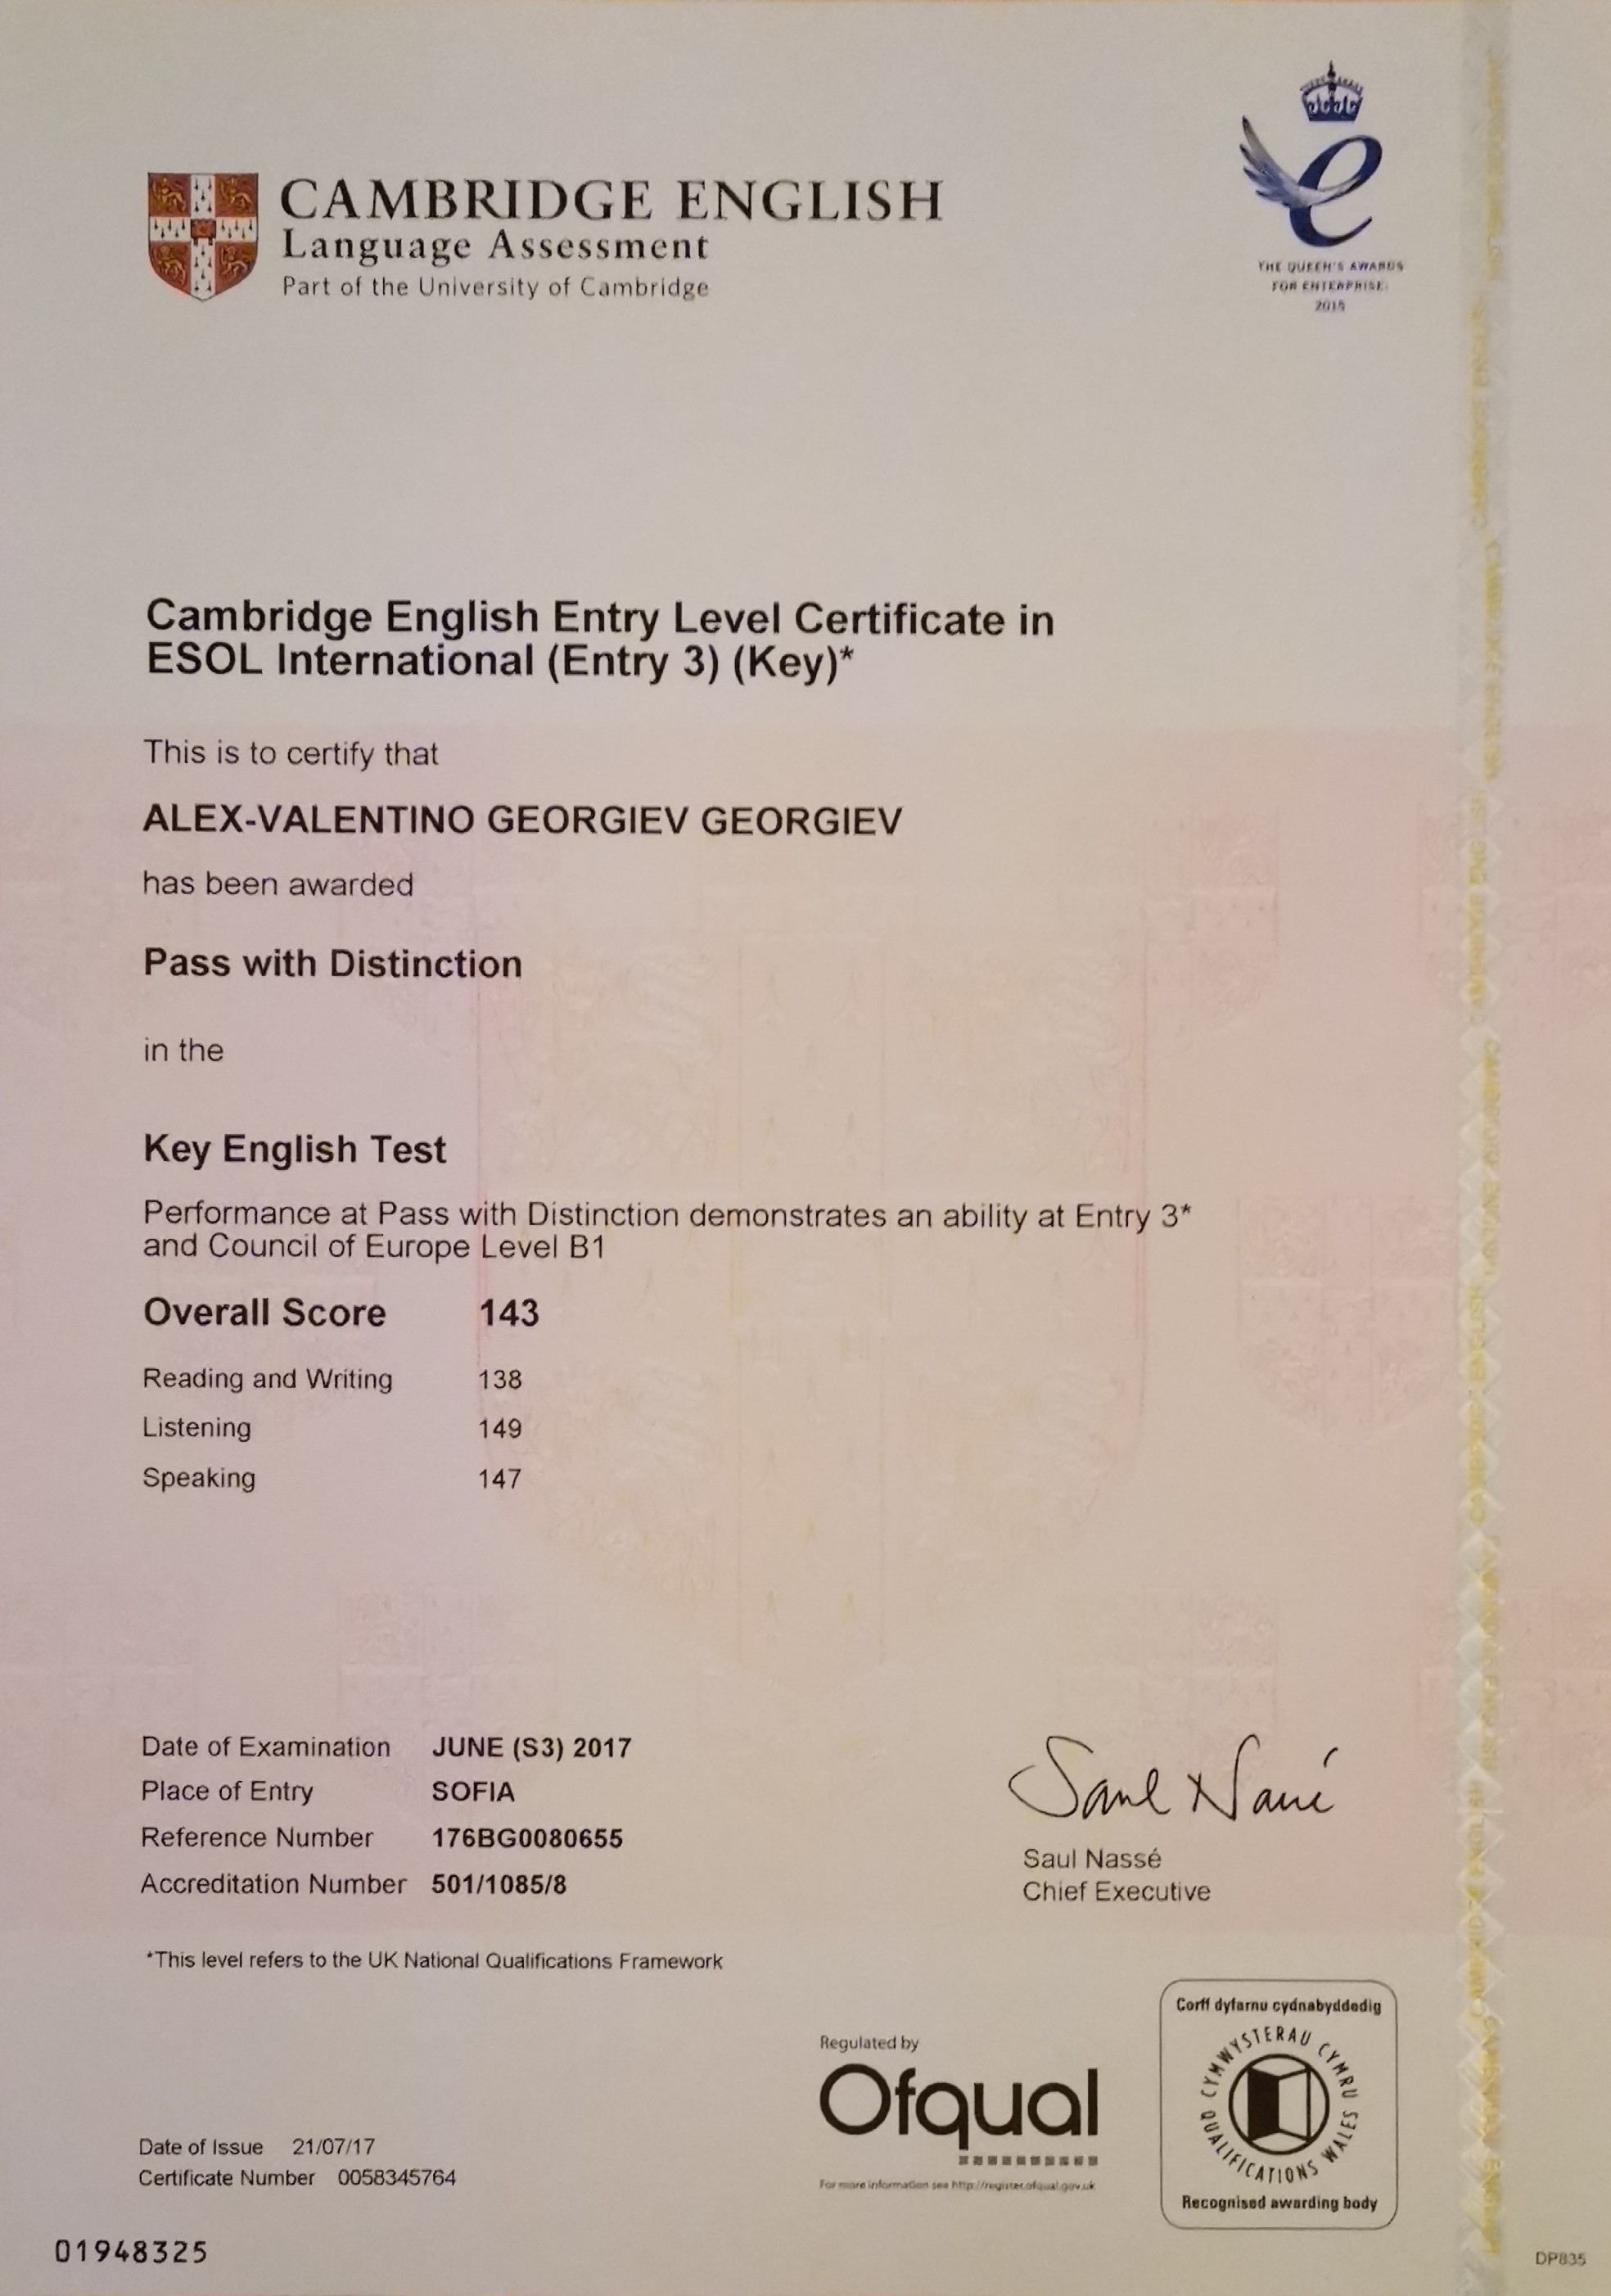 CAMBRIDGE ENGLISH
Language Assessment
Part of the University of Cambridge
THE QUEEN'S AWARDS
FOR ENTERPRISE:
2015
Cambridge English Entry Level Certificate in
ESOL International (Entry 3) (Key)*
This is to certify that
ALEX-VALENTINO GEORGIEV GEORGIEV
has been awarded
Pass with Distinction
in the
Key English Test
Performance at Pass with Distinction demonstrates an ability at Entry 3*
and Council of Europe Level B1
Overall Score 143
Reading and Writing 138
Listening 149
Speaking 147
Date of Examination JUNE (S3) 2017
Place of Entry SOFIA
Reference Number 176BG0080655
Accreditation Number 501/1085/8
Saul Nassé
Saul Nassé
Chief Executive
*This level refers to the UK National Qualifications Framework
Regulated by
Ofqual
For more information see http://register.ofqual.gov.uk
Corff dyfarnu cydnabyddedig
CYMWYSTERAU CYMRU
QUALIFICATIONS WALES
Recognised awarding body
Date of Issue 21/07/17
Certificate Number 0058345764
01948325
DP835